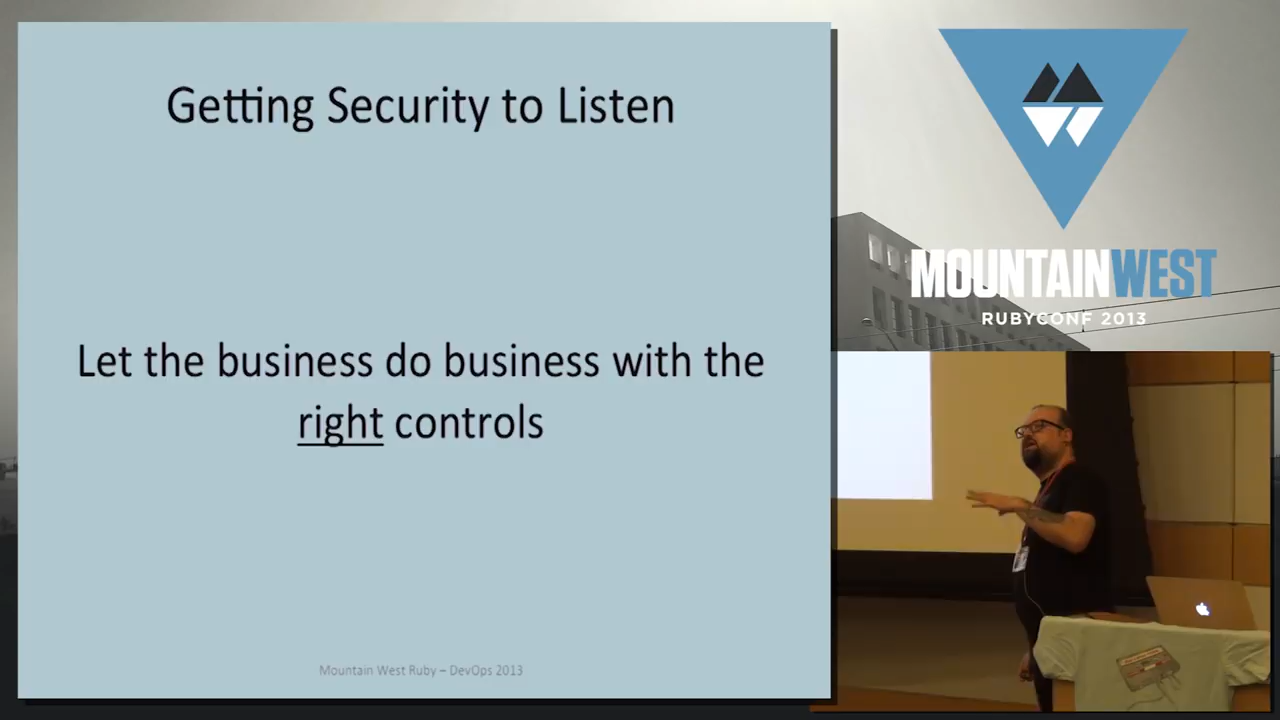 Getting Security to Listen
Let the business do business with the
right controls
Mountain West Ruby – DevOps 2013
MOUNTAINWEST
RUBYCONF 2013